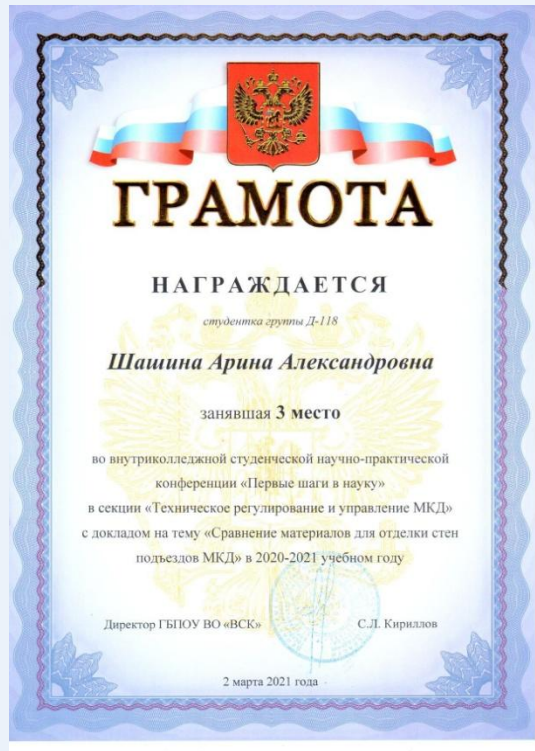 ГРАМОТА
НАГРАЖДАЕТСЯ
студентка группы Д-118
Шашина Арина Александровна
занявшая 3 место
во внутриколледжной студенческой научно-практической
конференции «Первые шаги в науку»
в секции «Техническое регулирование и управление МКД»
с докладом на тему «Сравнение материалов для отделки стен
подъездов МКД» в 2020-2021 учебном году
Директор ГБПОУ ВО «ВСК» С.Л. Кириллов
2 марта 2021 года